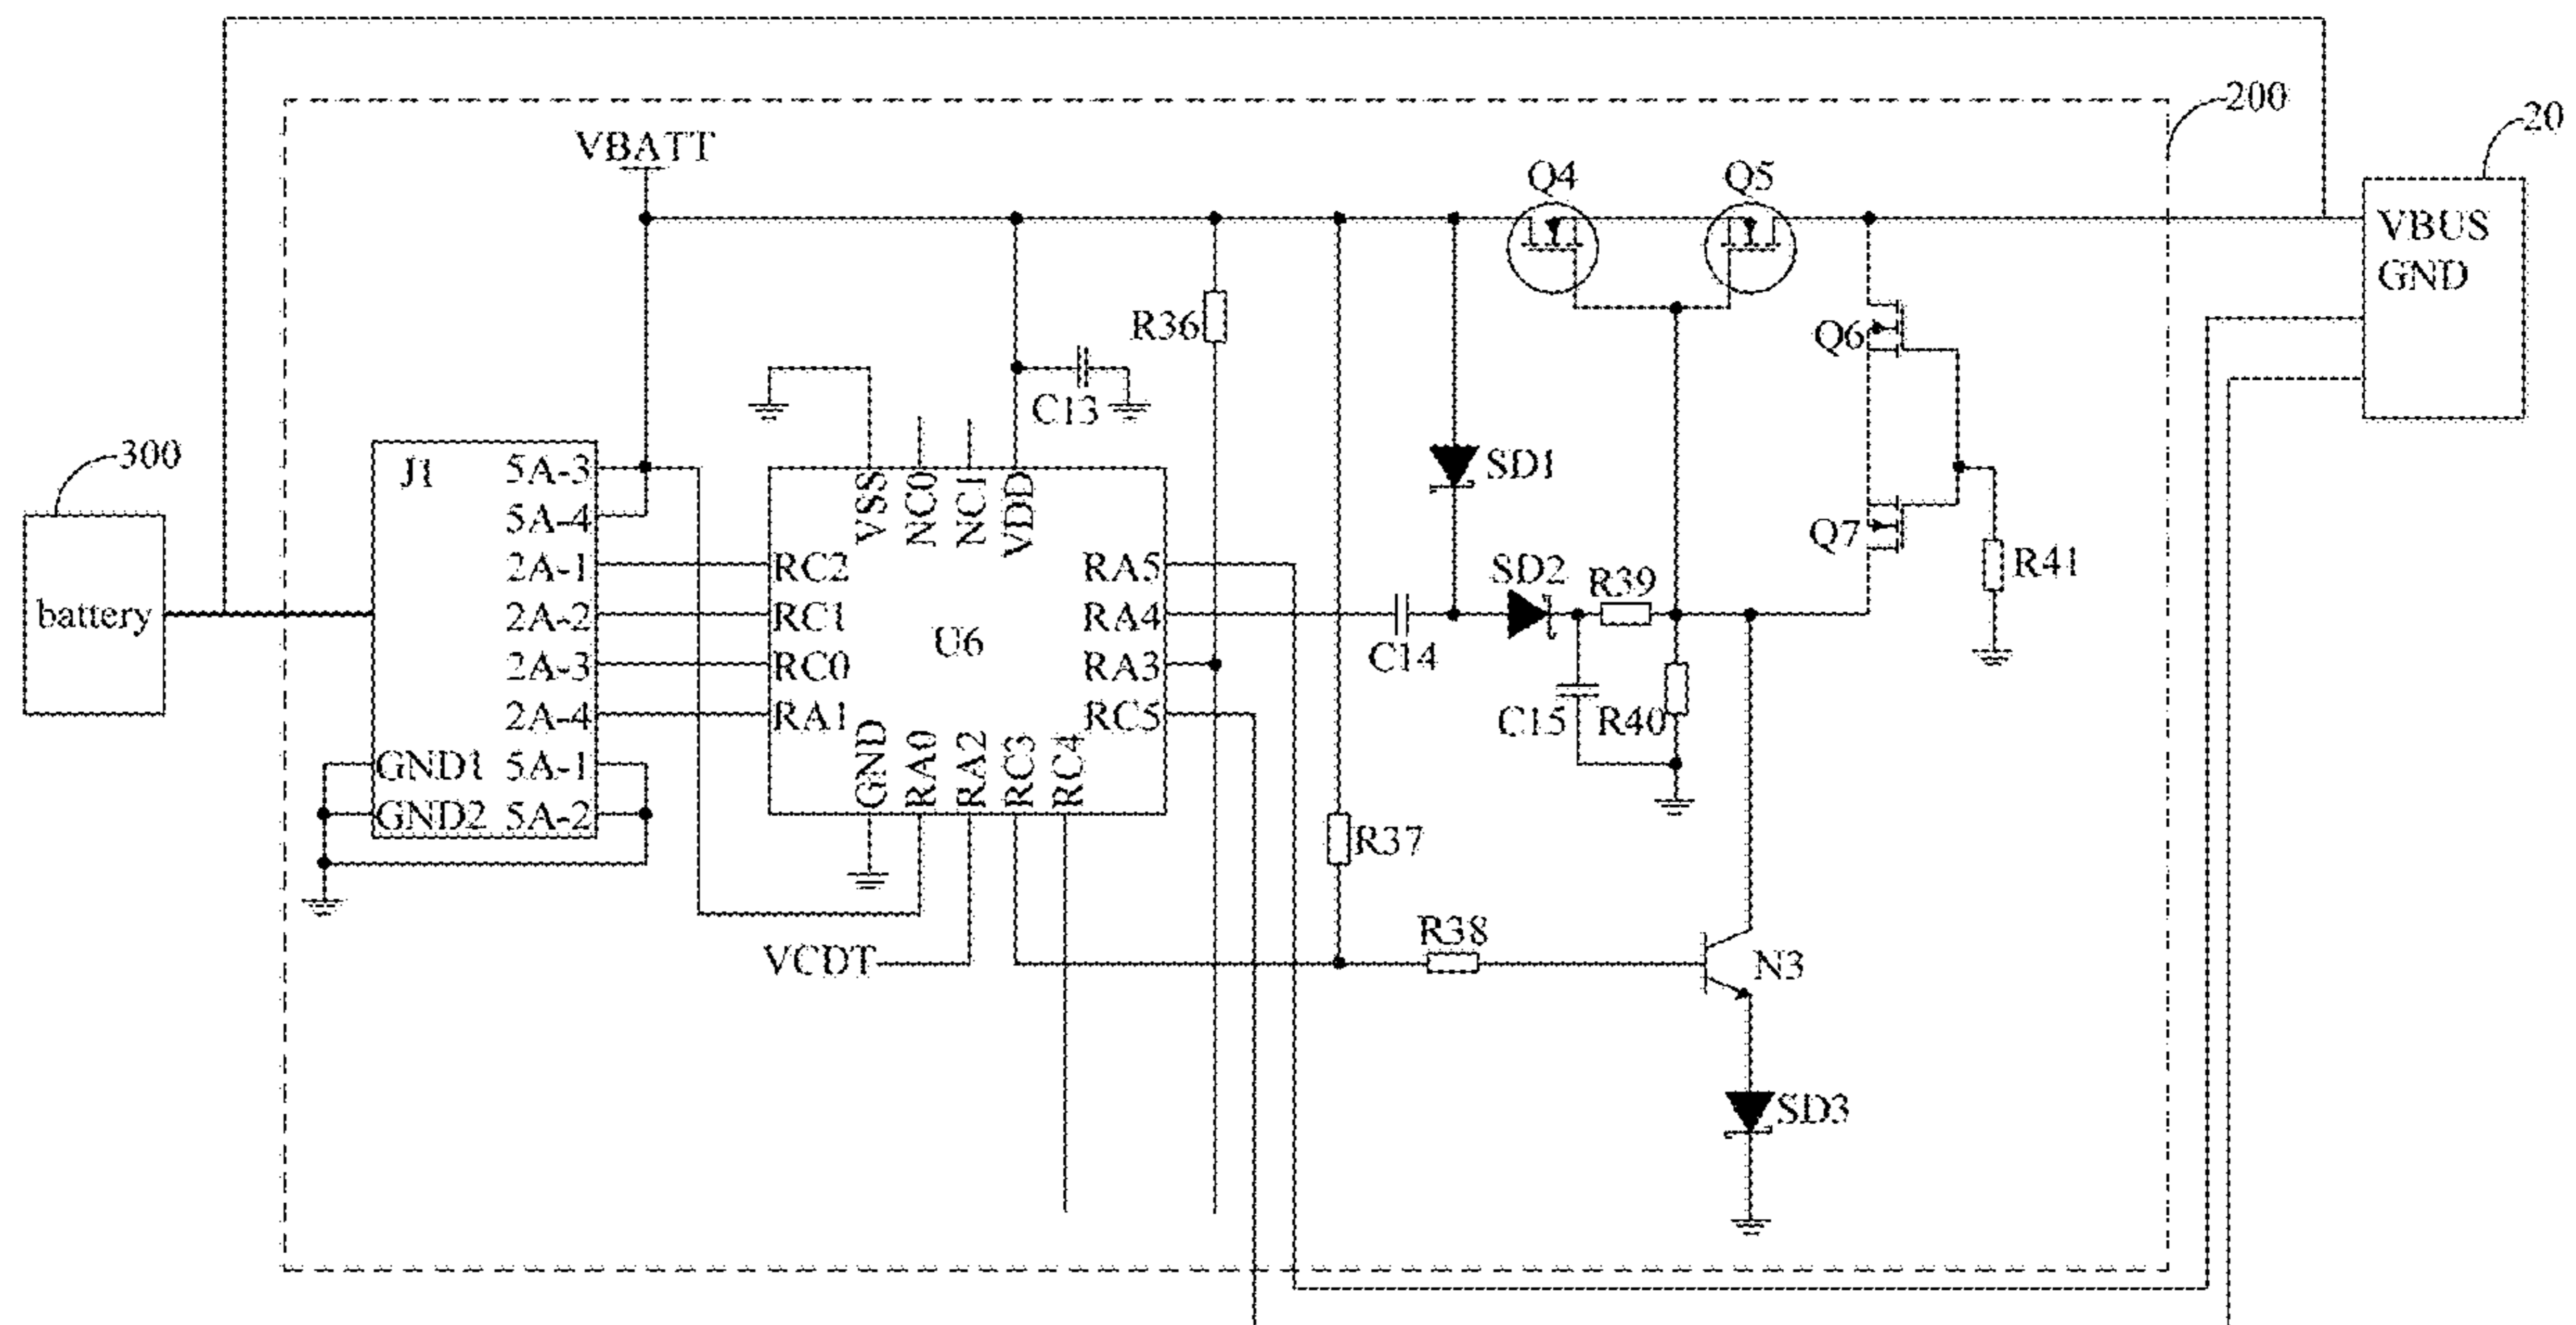 200
20
VBATT
Q4
Q5
VBUS
GND
R36
Q6
C13
300
J1
5A-3
5A-4
2A-1
2A-2
2A-3
2A-4
GND1
5A-1
GND2
5A-2
battery
VSS
NC0
NC1
VDD
RC2
RC1
RC0
RA1
U6
RA5
RA4
RA3
RC5
GND
RA0
RA2
RC3
RC4
SD1
SD2
R39
C14
C15
R40
Q7
R41
R37
VCDT
R38
N3
SD3